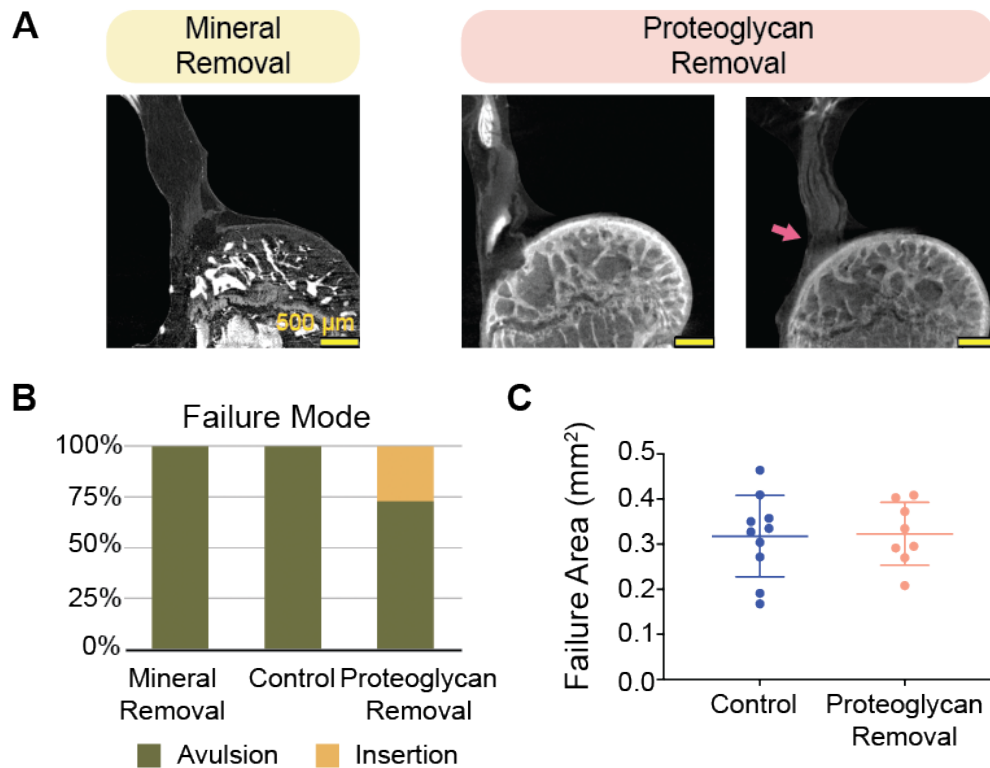 A
Mineral
Removal
Proteoglycan
Removal
500 µm
B
Failure Mode
100%
75%
50%
25%
0%
Mineral
Removal
Control
Proteoglycan
Removal
Avulsion
Insertion
C
Failure Area (mm²)
0.5
0.4
0.3
0.2
0.1
0.0
Control
Proteoglycan
Removal